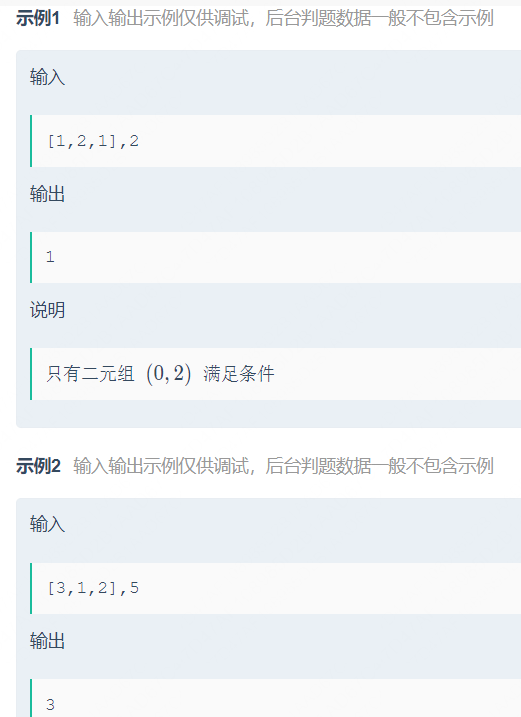 示例1 输入输出示例仅供调试，后台判题数据一般不包含示例
输入
[1,2,1],2
输出
1
说明
只有二元组 (0,2) 满足条件
示例2 输入输出示例仅供调试，后台判题数据一般不包含示例
输入
[3,1,2],5
输出
3